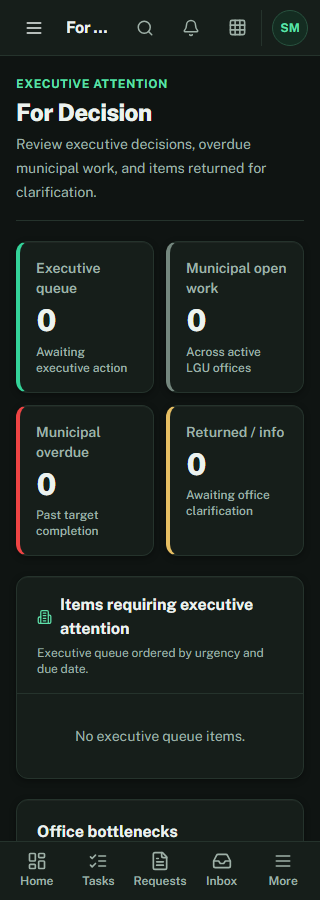 For ...
SM
EXECUTIVE ATTENTION
For Decision
Review executive decisions, overdue
municipal work, and items returned for
clarification.
Executive
queue
0
Awaiting
executive action
Municipal open
work
0
Across active
LGU offices
Municipal
overdue
0
Past target
completion
Returned / info
0
Awaiting office
clarification
Items requiring executive
attention
Executive queue ordered by urgency and
due date.
No executive queue items.
Office bottlenecks
Home
Tasks
Requests
Inbox
More